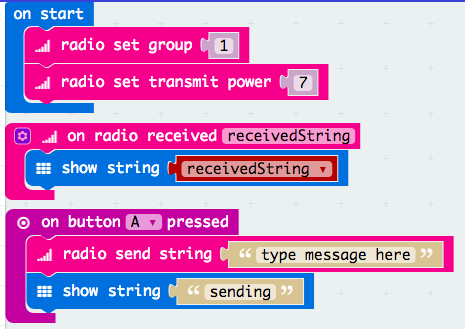 on start
radio set group 1
radio set transmit power 7
on radio received receivedString
show string receivedString
on button A pressed
radio send string “ type message here ”
show string “ sending ”